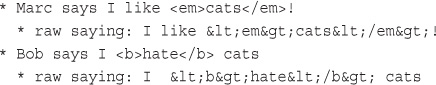 * Marc says I like <em>cats</em>!
* raw saying: I like &lt;em&gt;cats&lt;/em&gt;!
* Bob says I <b>hate</b> cats
* raw saying: I  &lt;b&gt;hate&lt;/b&gt; cats